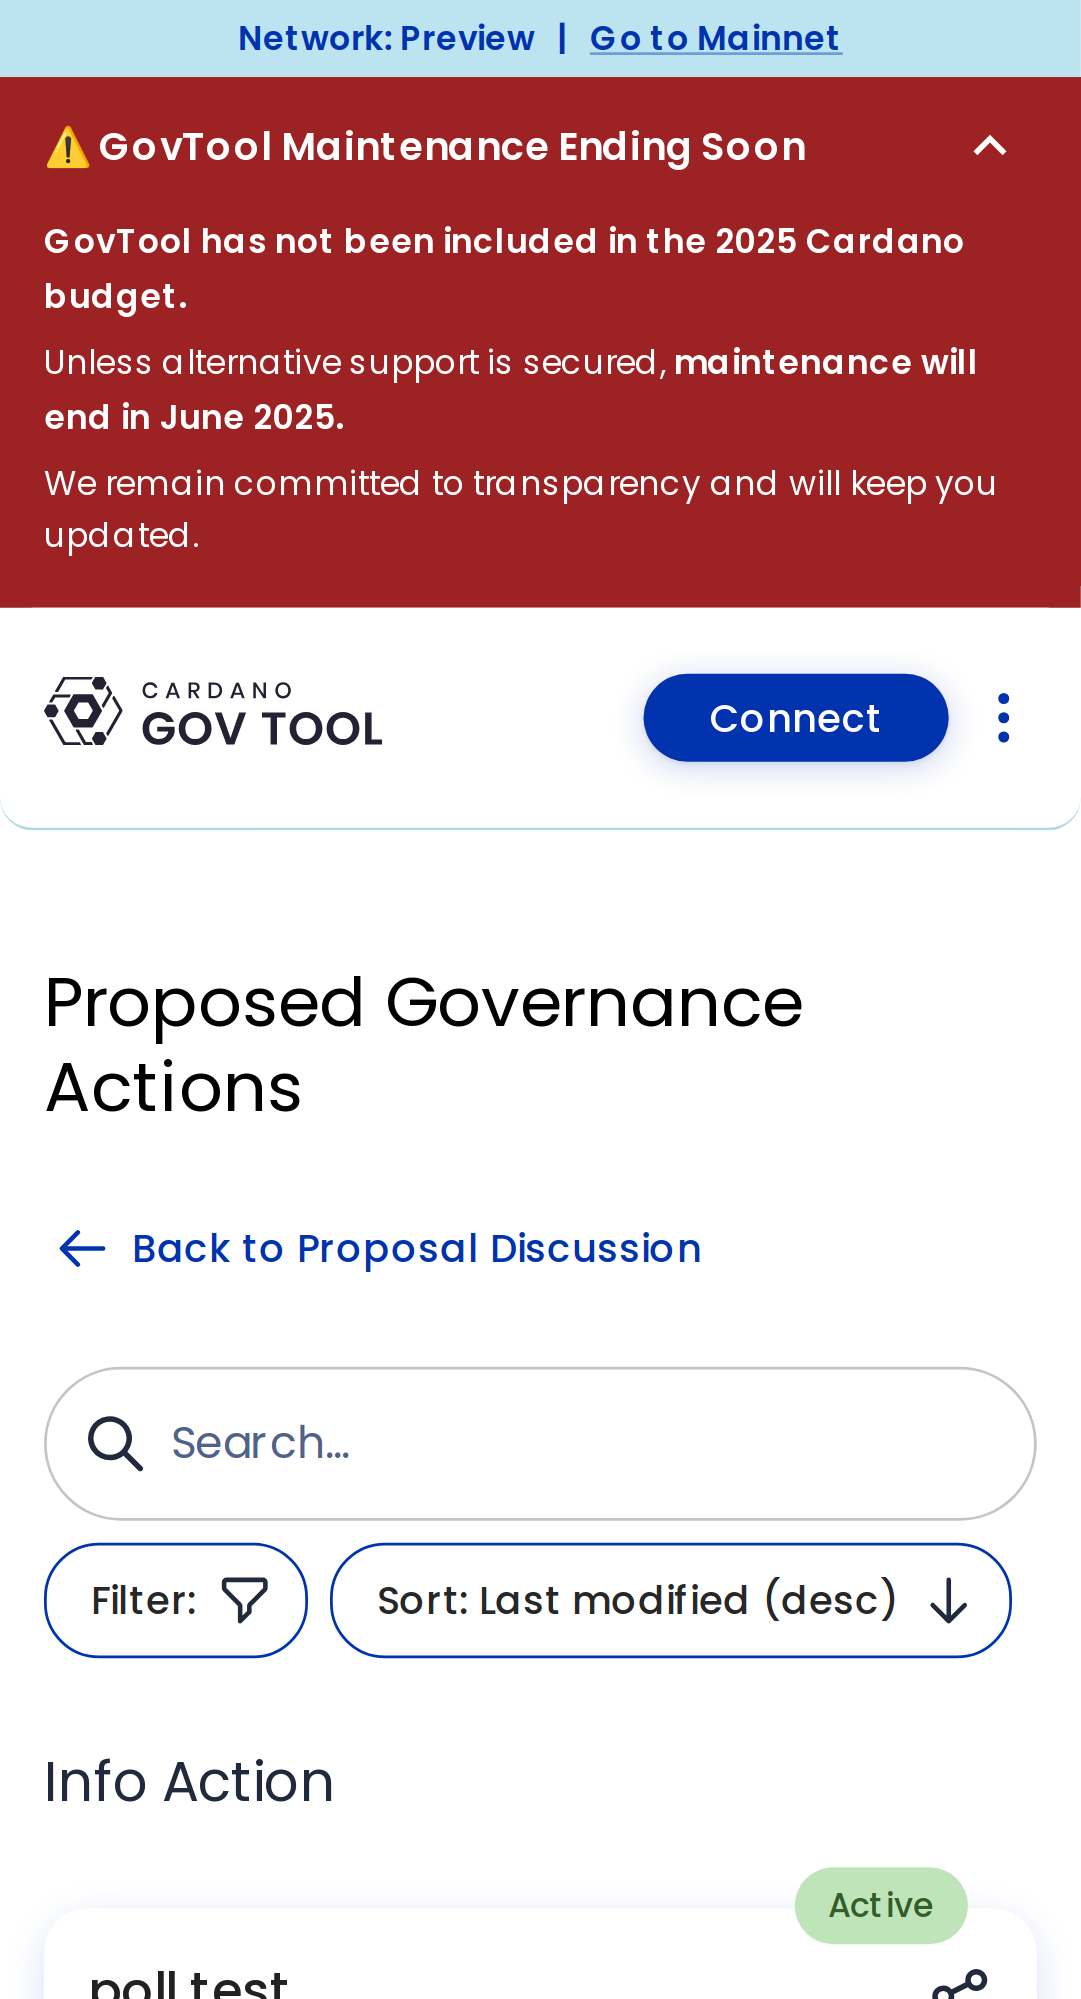 Network: Preview | Go to Mainnet
⚠️ GovTool Maintenance Ending Soon
GovTool has not been included in the 2025 Cardano
budget.
Unless alternative support is secured, maintenance will
end in June 2025.
We remain committed to transparency and will keep you
updated.
CARDANO
GOV TOOL
Connect
Proposed Governance
Actions
Back to Proposal Discussion
Search...
Filter:
Sort: Last modified (desc)
Info Action
Active
poll test